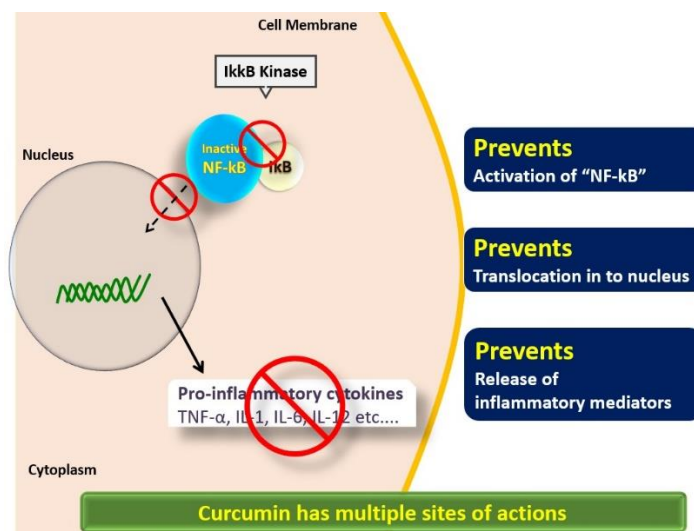 Cell Membrane
IkkB Kinase
Nucleus
Inactive
NF-kB
ikB
Prevents
Activation of “NF-kB”
Prevents
Translocation in to nucleus
Prevents
Release of
inflammatory mediators
Pro-inflammatory cytokines
TNF-α, IL-1, IL-6, IL-12 etc....
Cytoplasm
Curcumin has multiple sites of actions